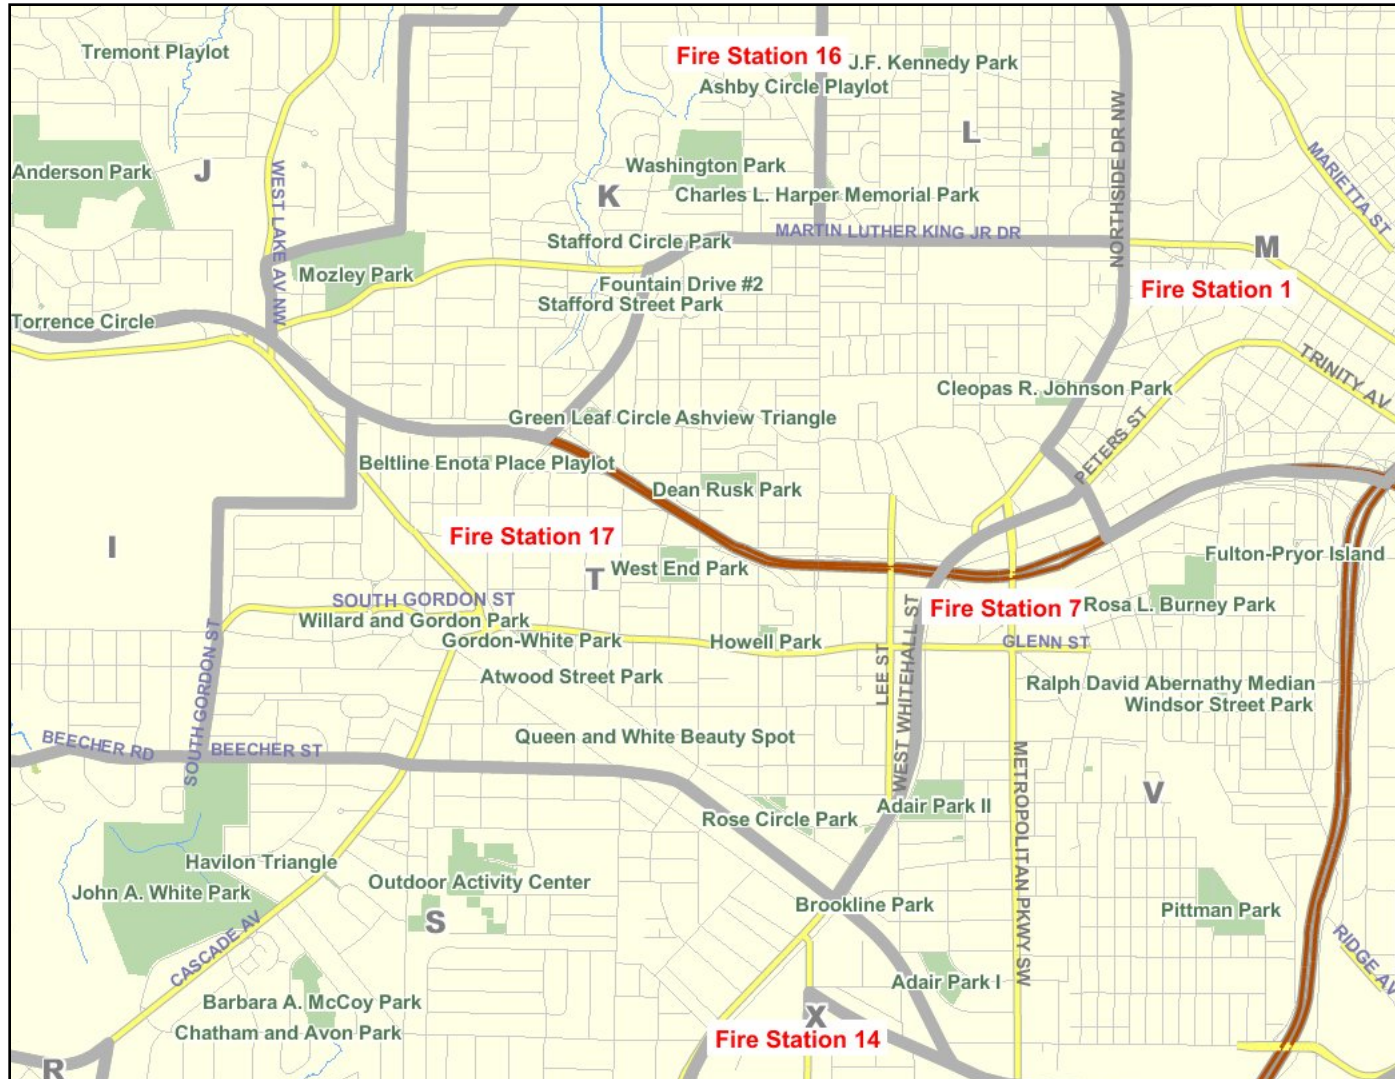 Tremont Playlot
Fire Station 16
J.F. Kennedy Park
Ashby Circle Playlot
NORTHSIDE DR NW
L
MARIETTA ST
Anderson Park
J
WEST LAKE AV NW
Washington Park
K
Charles L. Harper Memorial Park
MARTIN LUTHER KING JR DR
Stafford Circle Park
M
Mozley Park
Fountain Drive #2
Fire Station 1
Stafford Street Park
Torrence Circle
TRINITY AV
Cleopas R. Johnson Park
Green Leaf Circle
Ashview Triangle
PETERS ST
Beltline Enota Place Playlot
Dean Rusk Park
Fire Station 17
I
Fulton-Pryor Island
West End Park
T
SOUTH GORDON ST
Fire Station 7
Rosa L. Burney Park
Willard and Gordon Park
Gordon-White Park
Howell Park
GLENN ST
SOUTH GORDON ST
LEE ST
WEST WHITEHALL ST
Atwood Street Park
Ralph David Abernathy Median
Windsor Street Park
Queen and White Beauty Spot
BEECHER RD
BEECHER ST
METROPOLITAN PKWY SW
V
Adair Park II
Rose Circle Park
Havilon Triangle
Outdoor Activity Center
John A. White Park
Brookline Park
Pittman Park
S
CASCADE AV
RIDGE AV
Adair Park I
Barbara A. McCoy Park
X
Chatham and Avon Park
Fire Station 14
R